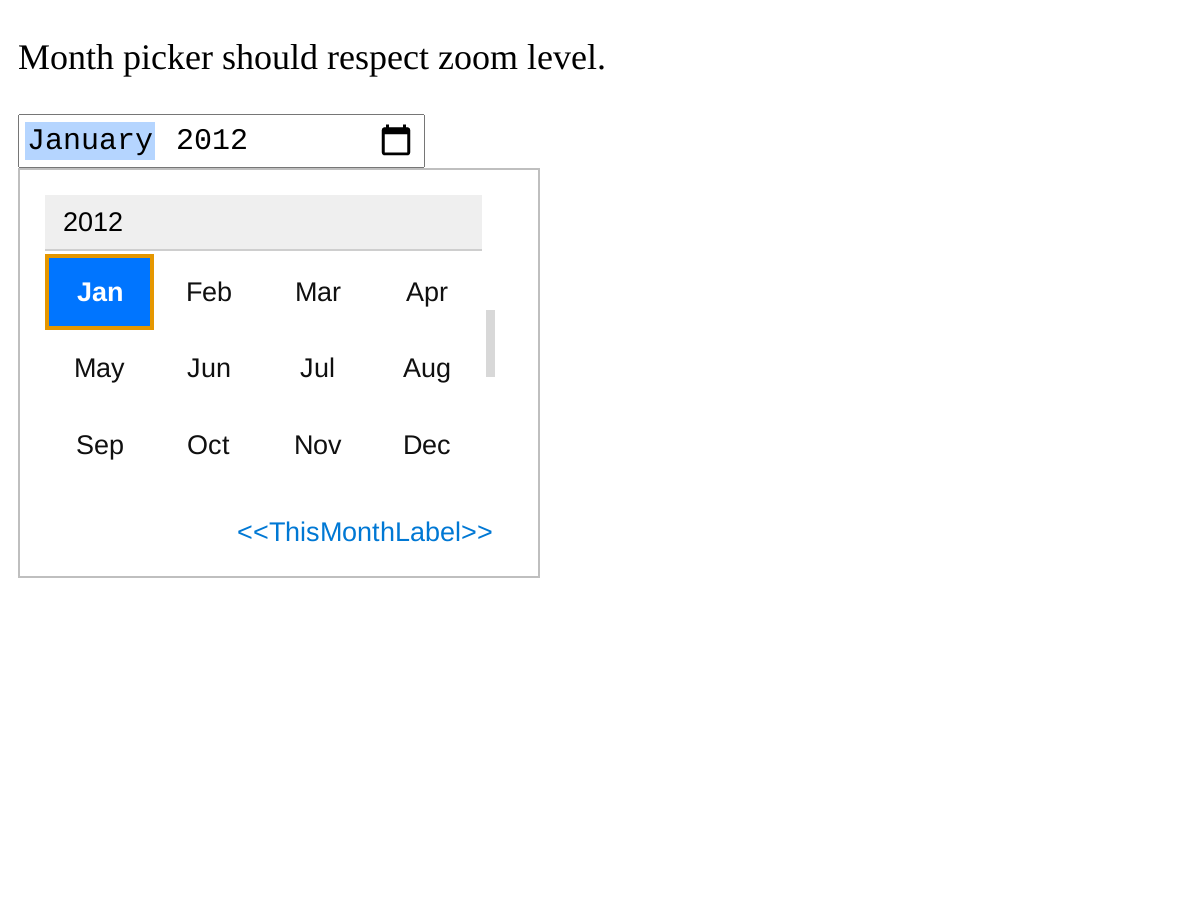 Month picker should respect zoom level.
January 2012
2012
Jan Feb Mar Apr
May Jun Jul Aug
Sep Oct Nov Dec
<<ThisMonthLabel>>